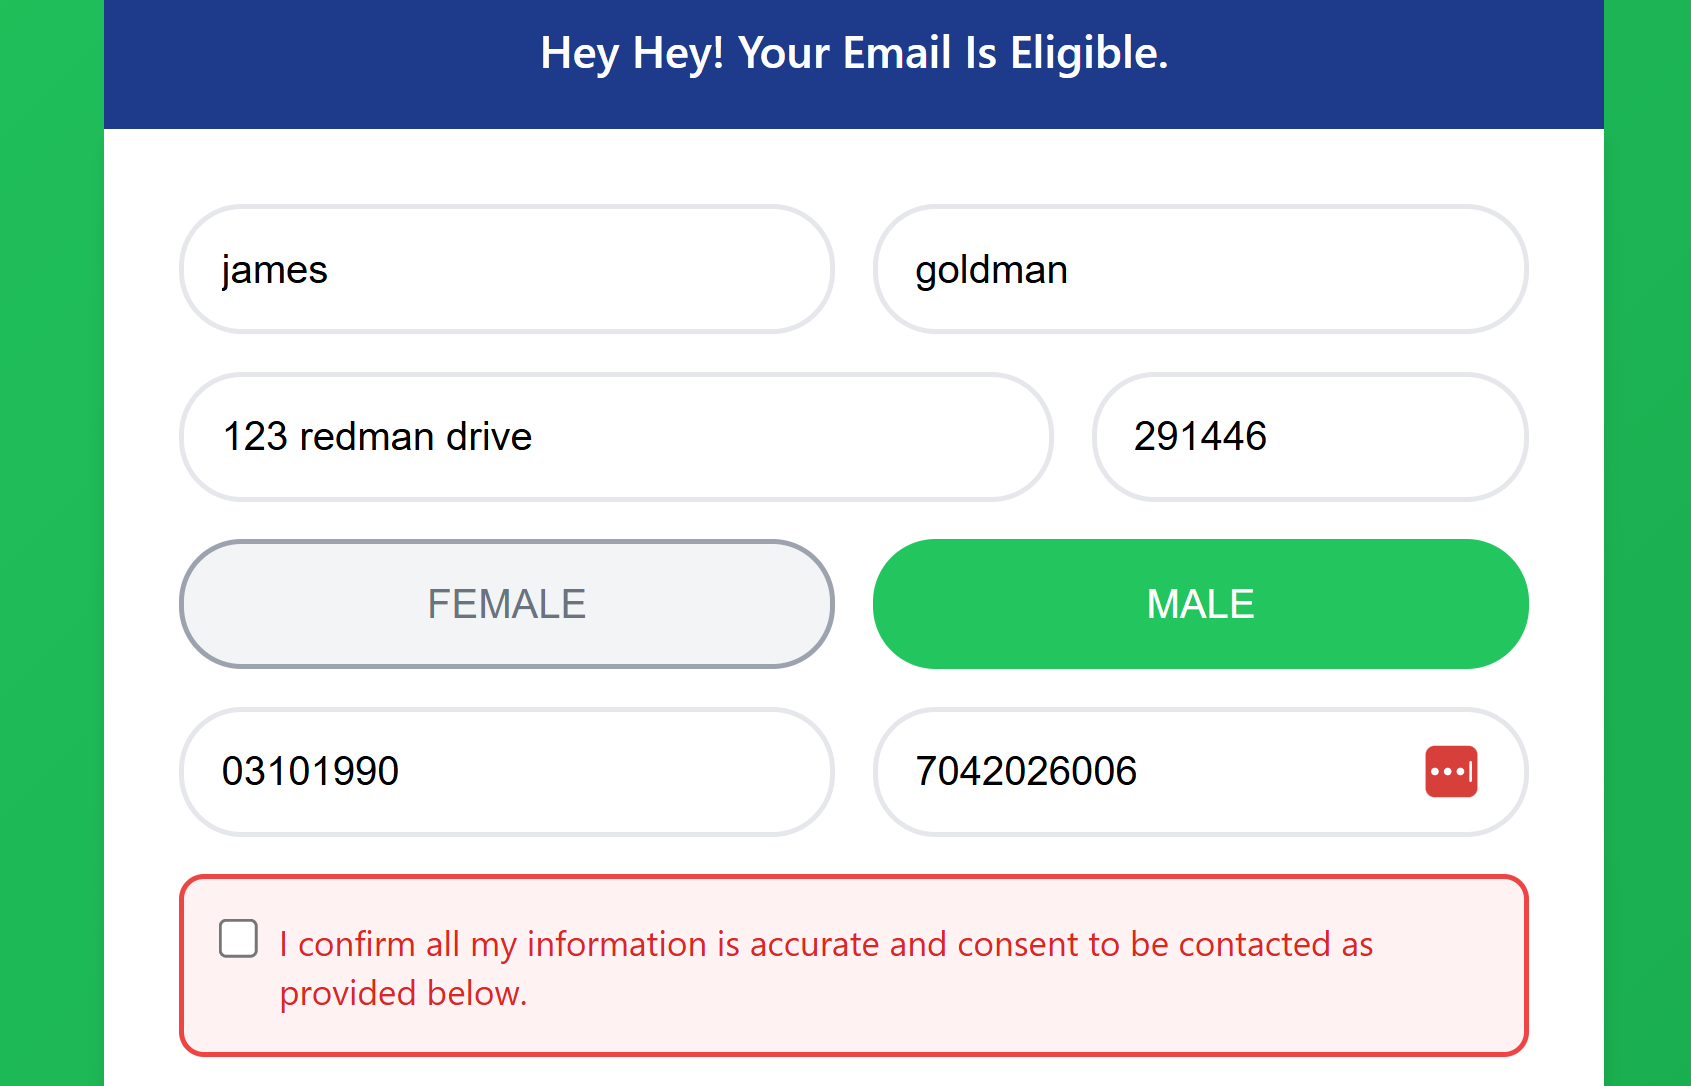 Hey Hey! Your Email Is Eligible.
james
goldman
123 redman drive
291446
FEMALE
MALE
03101990
7042026006
I confirm all my information is accurate and consent to be contacted as
provided below.